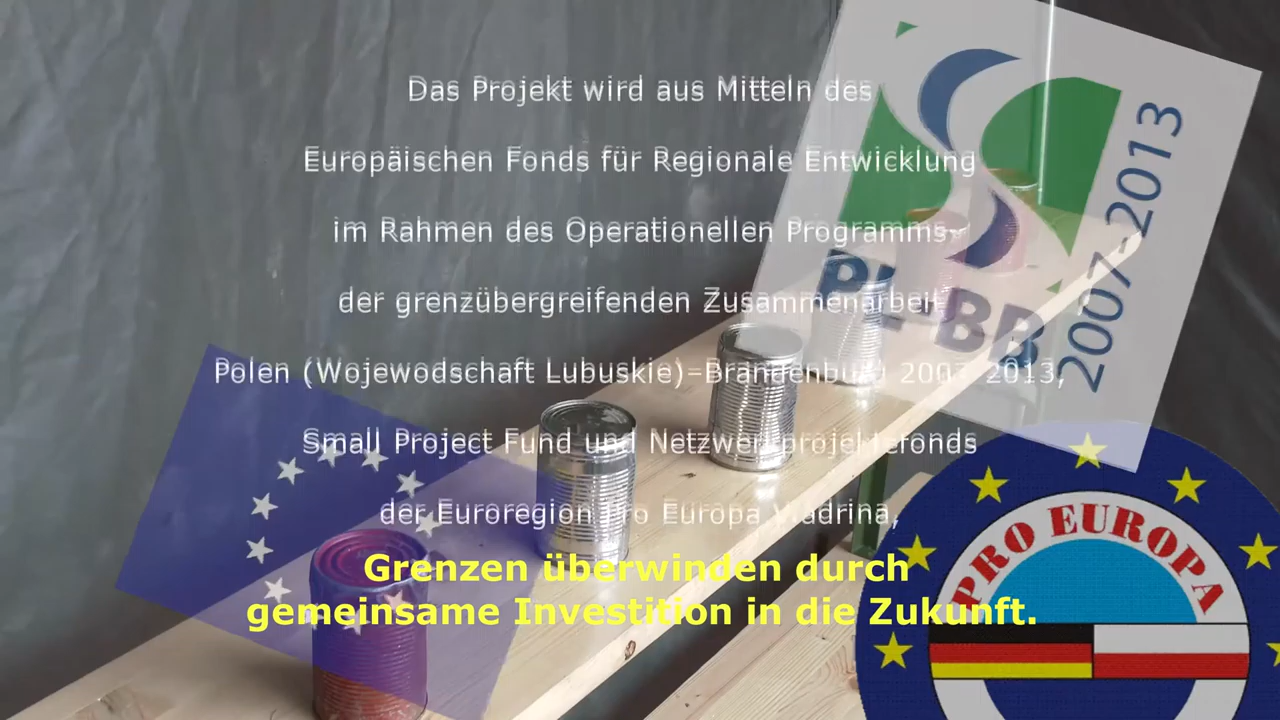 Das Projekt wird aus Mitteln des
Europäischen Fonds für Regionale Entwicklung
im Rahmen des Operationellen Programms
der grenzübergreifenden Zusammenarbeit
Polen (Wojewodschaft Lubuskie)-Brandenburg 2007-2013,
Small Project Fund und Netzwerkprojektefonds
der Euroregion Pro Europa Viadrina,
Grenzen überwinden durch
gemeinsame Investition in die Zukunft.
PL-BB
2007-2013
PRO EUROPA